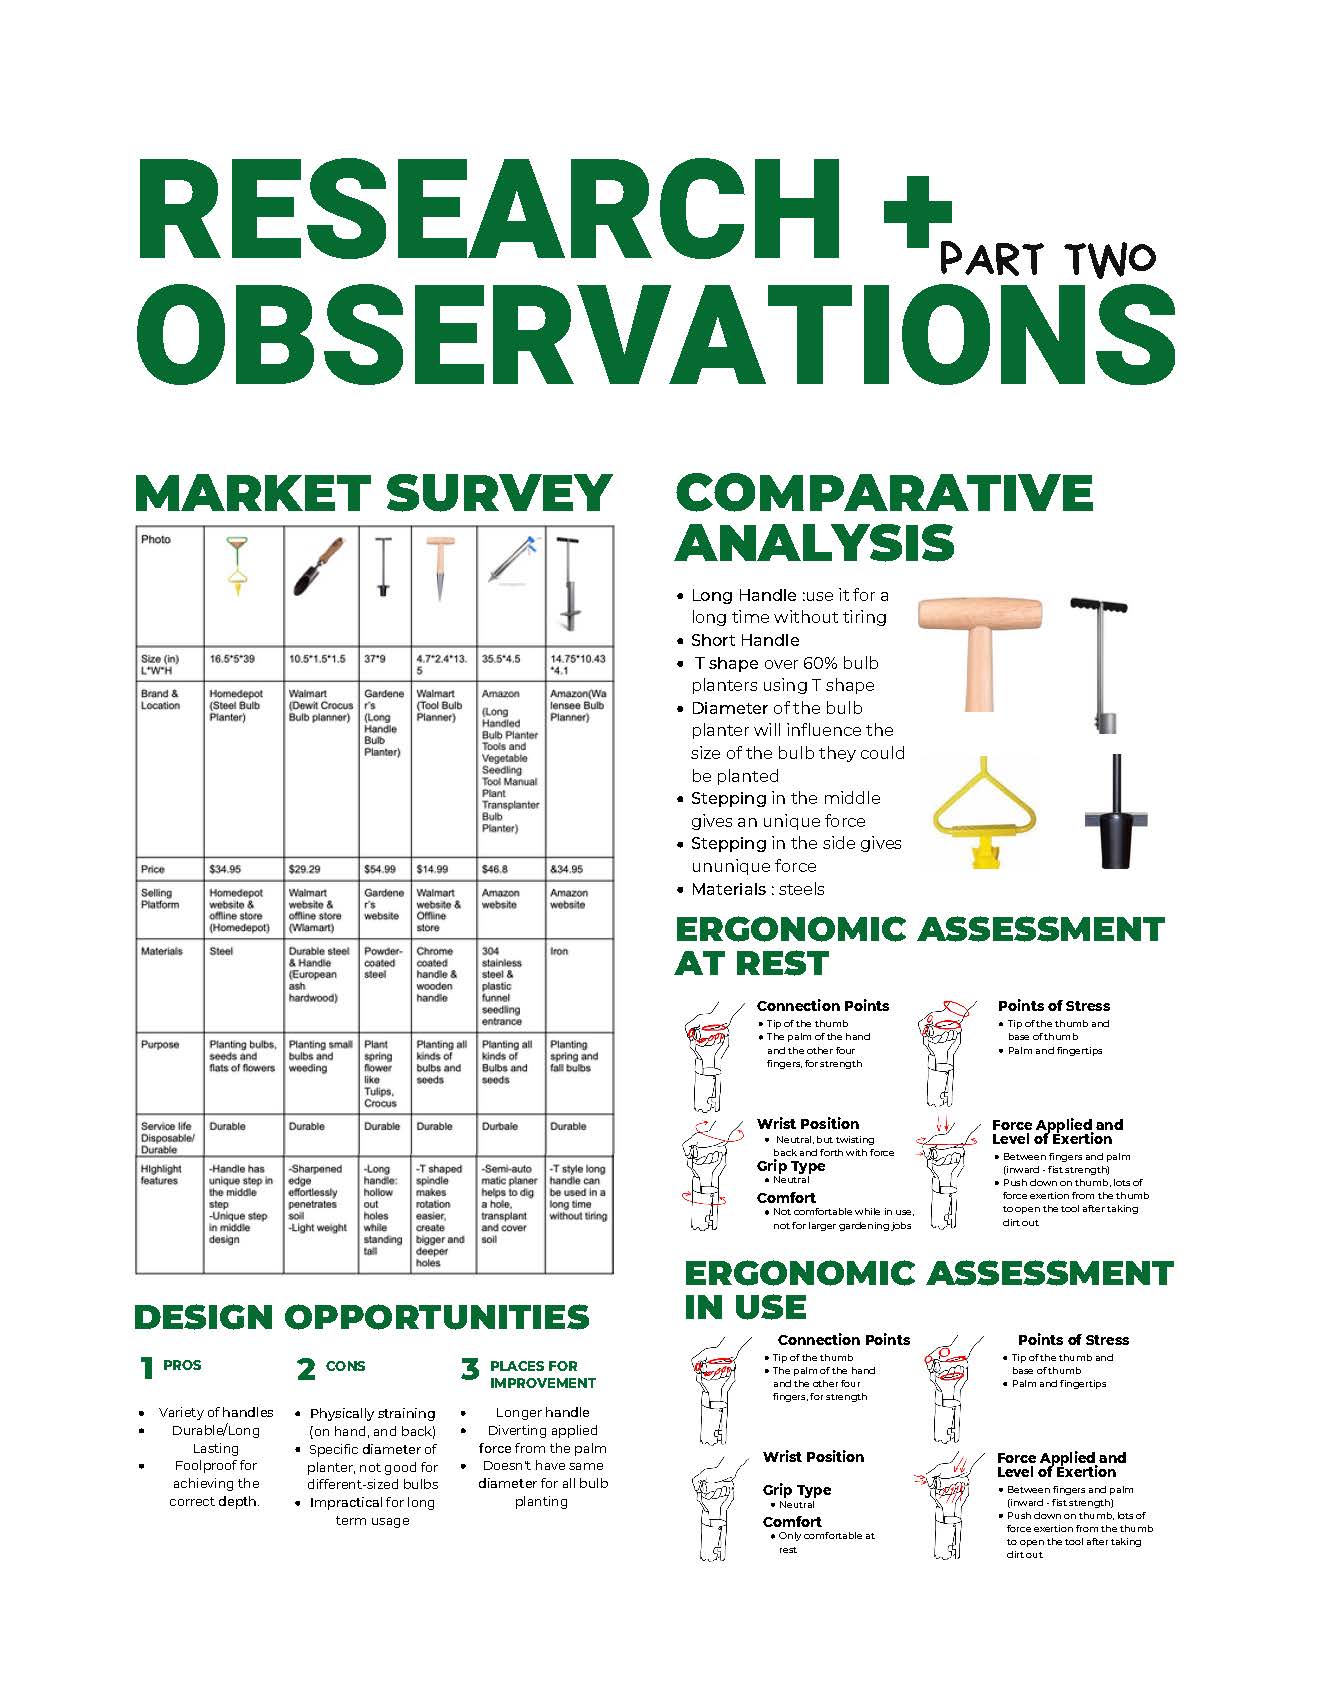 RESEARCH +
PART TWO
OBSERVATIONS
MARKET SURVEY
Photo
Size (in)
L*W*H
16.5*5*39
10.5*1.5*1.5
37*9
4.7*2.4*13.
5
35.5*4.5
14.75*10.43
*4.1
Brand &
Location
Homedepot
(Steel Bulb
Planter)
Walmart
(Dewit Crocus
Bulb planner)
Gardene
r's
(Long
Handle
Bulb
Planter)
Walmart
(Tool Bulb
Planner)
Amazon
(Long
Handled
Bulb Planter
Tools and
Vegetable
Seedling
Tool Manual
Plant
Transplanter
Bulb
Planter)
Amazon(Wa
lensee Bulb
Planner)
Price
$34.95
$29.29
$54.99
$14.99
$46.8
&34.95
Selling
Platform
Homedepot
website &
offline store
(Homedepot)
Walmart
website &
offline store
(Wlamart)
Gardene
r's
website
Walmart
website &
Offline
store
Amazon
website
Amazon
website
Materials
Steel
Durable steel
& Handle
(European
ash
hardwood)
Powder-
coated
steel
Chrome
coated
handle &
wooden
handle
304
stainless
steel &
plastic
funnel
seedling
entrance
Iron
Purpose
Planting bulbs,
seeds and
flats of flowers
Planting small
bulbs and
weeding
Plant
spring
flower
like
Tulips,
Crocus
Planting all
kinds of
bulbs and
seeds
Planting all
kinds of
Bulbs and
seeds
Planting
spring and
fall bulbs
Service life
Disposable/
Durable
Durable
Durable
Durable
Durable
Durbale
Durable
Highlight
features
-Handle has
unique step in
the middle
step
-Unique step
in middle
design
-Sharpened
edge
effortlessly
penetrates
soil
-Light weight
-Long
handle:
hollow
out
holes
while
standing
tall
-T shaped
spindle
makes
rotation
easier,
create
bigger and
deeper
holes
-Semi-auto
matic planer
helps to dig
a hole,
transplant
and cover
soil
-T style long
handle can
be used in a
long time
without tiring
DESIGN OPPORTUNITIES
1 PROS
• Variety of handles
• Durable/Long
Lasting
• Foolproof for
achieving the
correct depth.
2 CONS
• Physically straining
(on hand, and back)
• Specific diameter of
planter, not good for
different-sized bulbs
• Impractical for long
term usage
3 PLACES FOR
IMPROVEMENT
• Longer handle
• Diverting applied
force from the palm
• Doesn't have same
diameter for all bulb
planting
COMPARATIVE
ANALYSIS
• Long Handle :use it for a
long time without tiring
• Short Handle
• T shape over 60% bulb
planters using T shape
• Diameter of the bulb
planter will influence the
size of the bulb they could
be planted
• Stepping in the middle
gives an unique force
• Stepping in the side gives
ununique force
• Materials : steels
ERGONOMIC ASSESSMENT
AT REST
Connection Points
• Tip of the thumb
• The palm of the hand
and the other four
fingers, for strength
Points of Stress
• Tip of the thumb and
base of thumb
• Palm and fingertips
Wrist Position
• Neutral, but twisting
back and forth with force
Grip Type
• Neutral
Comfort
• Not comfortable while in use,
not for larger gardening jobs
Force Applied and
Level of Exertion
• Between fingers and palm
(inward - fist strength)
• Push down on thumb, lots of
force exertion from the thumb
to open the tool after taking
dirt out
ERGONOMIC ASSESSMENT
IN USE
Connection Points
• Tip of the thumb
• The palm of the hand
and the other four
fingers, for strength
Points of Stress
• Tip of the thumb and
base of thumb
• Palm and fingertips
Wrist Position
Grip Type
• Neutral
Comfort
• Only comfortable at
rest
Force Applied and
Level of Exertion
• Between fingers and palm
(inward - fist strength)
• Push down on thumb, lots of
force exertion from the thumb
to open the tool after taking
dirt out